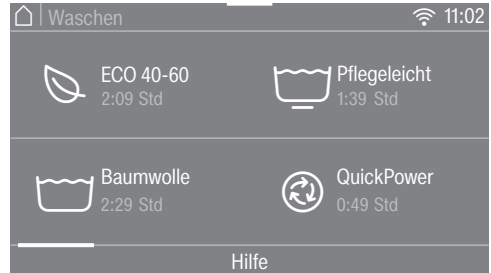 Waschen 11:02
ECO 40-60
2:09 Std
Pflegeleicht
1:39 Std
Baumwolle
2:29 Std
QuickPower
0:49 Std
Hilfe